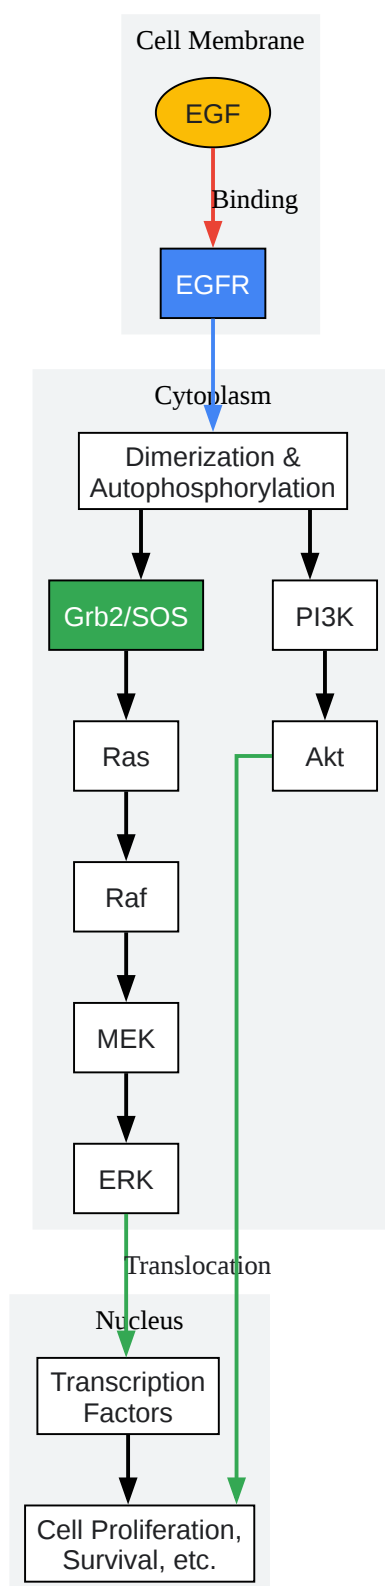 Cell Membrane
EGF
Binding
EGFR
Cytoplasm
Dimerization &
Autophosphorylation
Grb2/SOS
PI3K
Ras
Akt
Raf
MEK
ERK
Translocation
Nucleus
Transcription
Factors
Cell Proliferation,
Survival, etc.